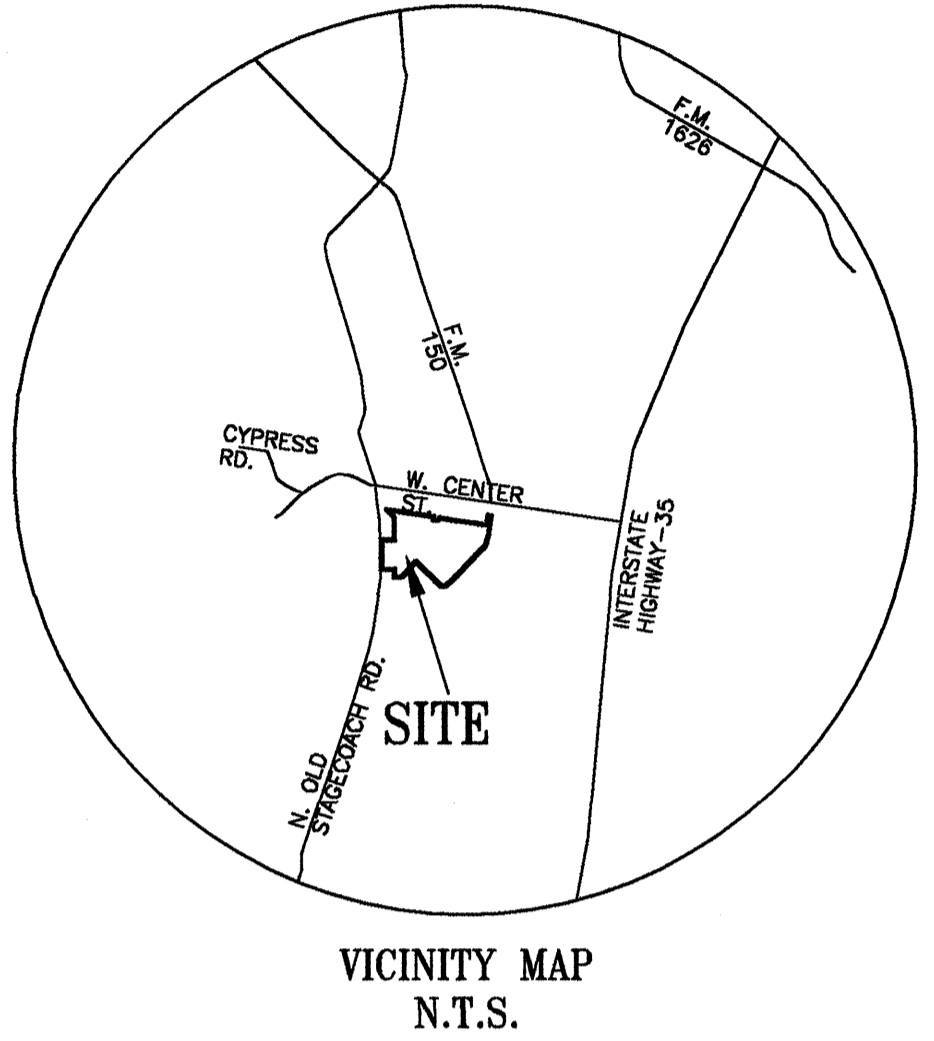 F.M.
1626
F.M.
150
CYPRESS
RD.
W. CENTER
ST.
INTERSTATE
HIGHWAY-35
SITE
N. OLD
STAGECOACH RD.
VICINITY MAP
N.T.S.